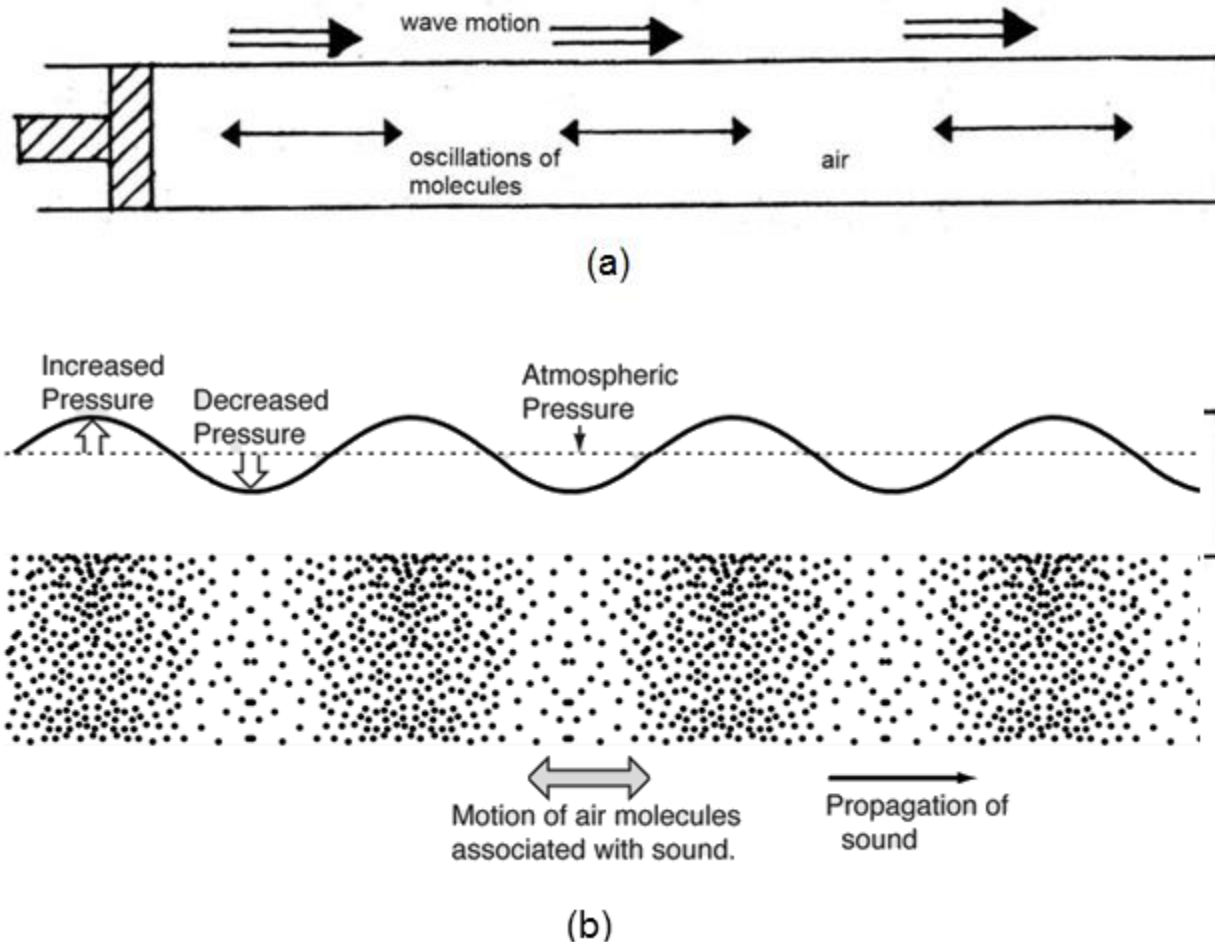 wave motion
oscillations of
molecules
air
(a)
Increased
Pressure
Decreased
Pressure
Atmospheric
Pressure
Motion of air molecules
associated with sound.
Propagation of
sound
(b)